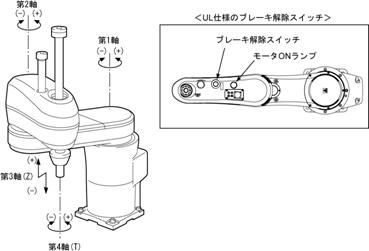 第2軸
(-) (+)
第1軸
(-) (+)
(+)
第3軸(Z)
(-)
(-) (+)
第4軸(T)
<UL仕様のブレーキ解除スイッチ>
ブレーキ解除スイッチ
モータONランプ